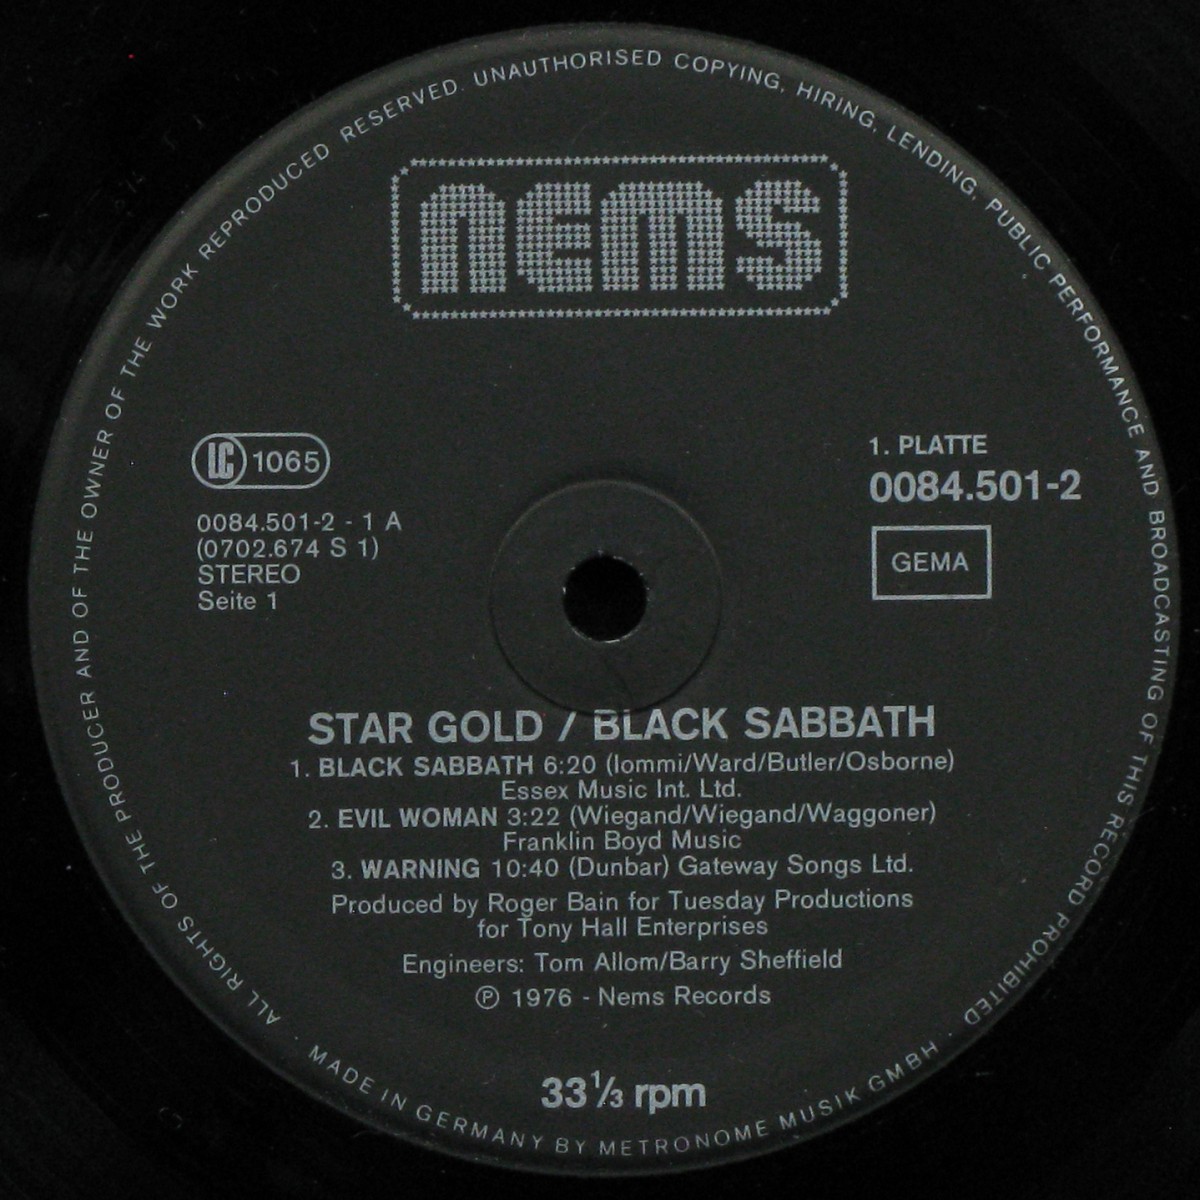 ALL RIGHTS OF THE PRODUCER AND OF THE OWNER OF THE WORK REPRODUCED RESERVED. UNAUTHORISED COPYING, HIRING, LENDING, PUBLIC PERFORMANCE AND BROADCASTING OF THIS RECORD PROHIBITED
nems
LC 1065
0084.501-2 - 1 A
(0702.674 S 1)
STEREO
Seite 1
1. PLATTE
0084.501-2
GEMA
STAR GOLD / BLACK SABBATH
1. BLACK SABBATH 6:20 (Iommi/Ward/Butler/Osborne)
Essex Music Int. Ltd.
2. EVIL WOMAN 3:22 (Wiegand/Wiegand/Waggoner)
Franklin Boyd Music
3. WARNING 10:40 (Dunbar) Gateway Songs Ltd.
Produced by Roger Bain for Tuesday Productions
for Tony Hall Enterprises
Engineers: Tom Allom/Barry Sheffield
℗ 1976 - Nems Records
33⅓ rpm
· MADE IN GERMANY BY METRONOME MUSIK GMBH ·